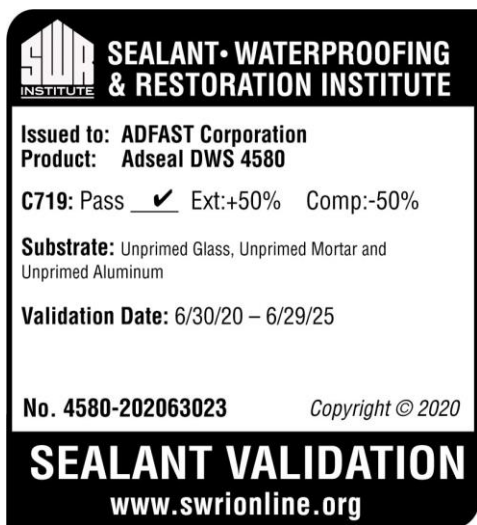 SWR
INSTITUTE
SEALANT • WATERPROOFING
& RESTORATION INSTITUTE
Issued to: ADFAST Corporation
Product: Adseal DWS 4580
C719: Pass ✔ Ext:+50% Comp:-50%
Substrate: Unprimed Glass, Unprimed Mortar and
Unprimed Aluminum
Validation Date: 6/30/20 – 6/29/25
No. 4580-202063023 Copyright © 2020
SEALANT VALIDATION
www.swrionline.org